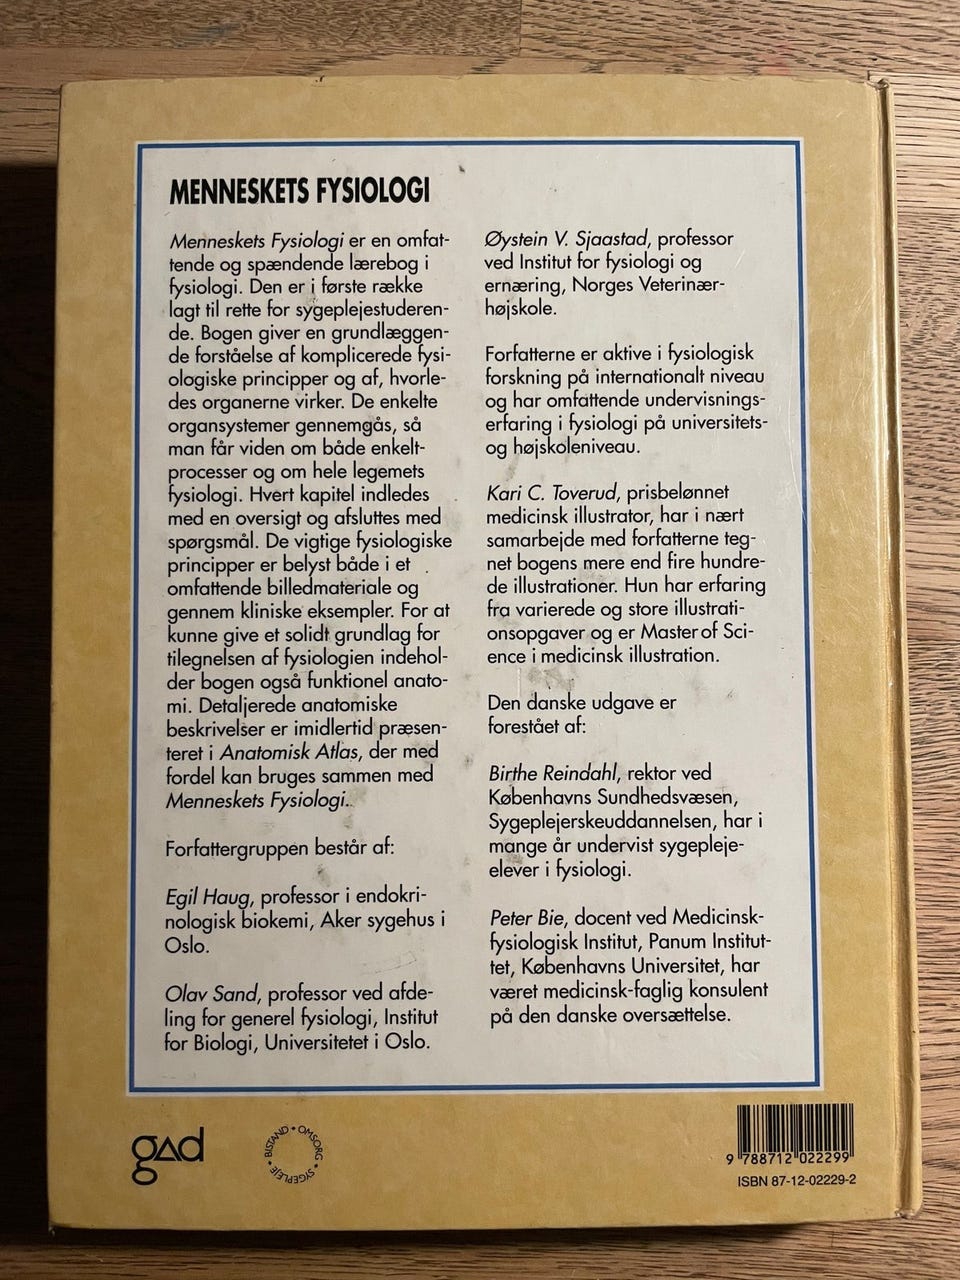 MENNESKETS FYSIOLOGI
Menneskets Fysiologi er en omfat-
tende og spændende lærebog i
fysiologi. Den er i første række
lagt til rette for sygeplejestuderen-
de. Bogen giver en grundlæggen-
de forståelse af komplicerede fysi-
ologiske principper og af, hvorle-
des organerne virker. De enkelte
organsystemer gennemgås, så
man får viden om både enkelt-
processer og om hele legemets
fysiologi. Hvert kapitel indledes
med en oversigt og afsluttes med
spørgsmål. De vigtige fysiologiske
principper er belyst både i et
omfattende billedmateriale og
gennem kliniske eksempler. For at
kunne give et solidt grundlag for
tilegnelsen af fysiologien indehol-
der bogen også funktionel anato-
mi. Detaljerede anatomiske
beskrivelser er imidlertid præsen-
teret i Anatomisk Atlas, der med
fordel kan bruges sammen med
Menneskets Fysiologi.
Forfattergruppen består af:
Egil Haug, professor i endokri-
nologisk biokemi, Aker sygehus i
Oslo.
Olav Sand, professor ved afde-
ling for generel fysiologi, Institut
for Biologi, Universitetet i Oslo.
Øystein V. Sjaastad, professor
ved Institut for fysiologi og
ernæring, Norges Veterinær-
højskole.
Forfatterne er aktive i fysiologisk
forskning på internationalt niveau
og har omfattende undervisnings-
erfaring i fysiologi på universitets-
og højskoleniveau.
Kari C. Toverud, prisbelønnet
medicinsk illustrator, har i nært
samarbejde med forfatterne teg-
net bogens mere end fire hundre-
de illustrationer. Hun har erfaring
fra varierede og store illustrati-
onsopgaver og er Master of Sci-
ence i medicinsk illustration.
Den danske udgave er
forestået af:
Birthe Reindahl, rektor ved
Københavns Sundhedsvæsen,
Sygeplejerskeuddannelsen, har i
mange år undervist sygepleje-
elever i fysiologi.
Peter Bie, docent ved Medicinsk-
fysiologisk Institut, Panum Institut-
tet, Københavns Universitet, har
været medicinsk-faglig konsulent
på den danske oversættelse.
gad
BISTAND • OMSORG • SYGEPLEJE •
9 788712 022299
ISBN 87-12-02229-2